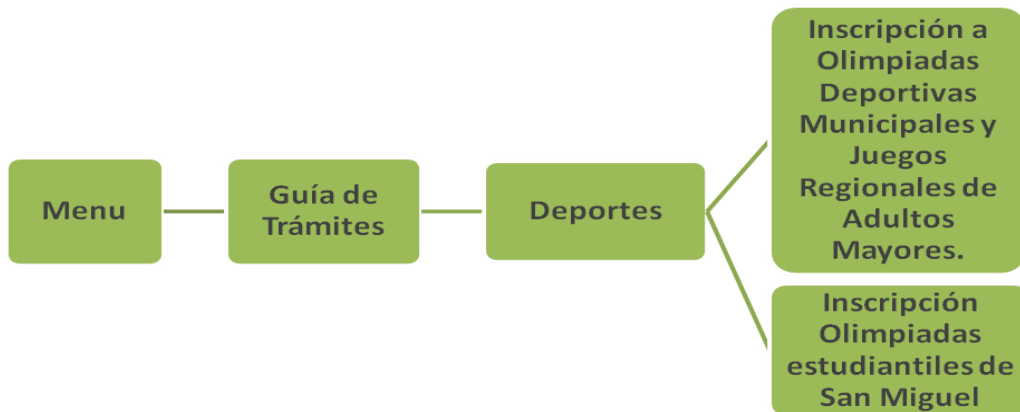 Menu
Guía de
Trámites
Deportes
Inscripción a
Olimpiadas
Deportivas
Municipales y
Juegos
Regionales de
Adultos
Mayores.
Inscripción
Olimpiadas
estudiantiles de
San Miguel